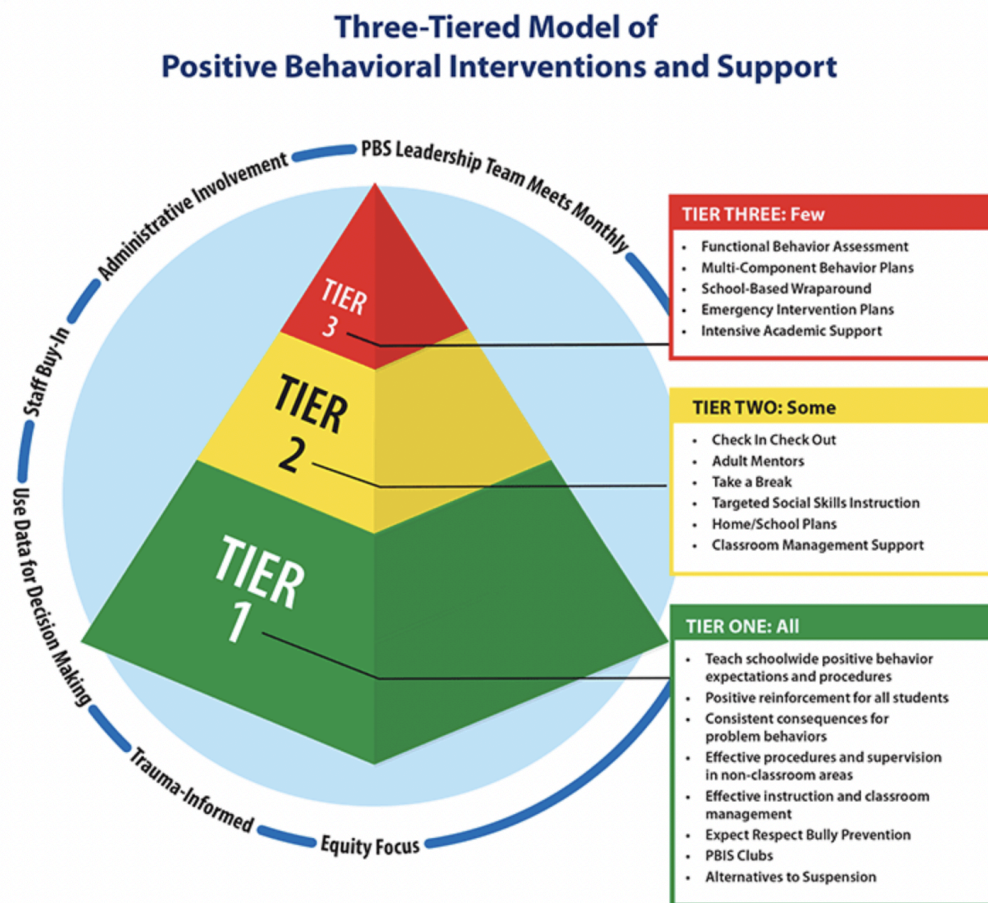 Three-Tiered Model of
Positive Behavioral Interventions and Support
PBS Leadership Team Meets Monthly
Administrative Involvement
Staff Buy-In
Use Data for Decision Making
Trauma-Informed
Equity Focus
TIER
3
TIER
2
TIER
1
TIER THREE: Few
• Functional Behavior Assessment
• Multi-Component Behavior Plans
• School-Based Wraparound
• Emergency Intervention Plans
• Intensive Academic Support
TIER TWO: Some
• Check In Check Out
• Adult Mentors
• Take a Break
• Targeted Social Skills Instruction
• Home/School Plans
• Classroom Management Support
TIER ONE: All
• Teach schoolwide positive behavior
expectations and procedures
• Positive reinforcement for all students
• Consistent consequences for
problem behaviors
• Effective procedures and supervision
in non-classroom areas
• Effective instruction and classroom
management
• Expect Respect Bully Prevention
• PBIS Clubs
• Alternatives to Suspension